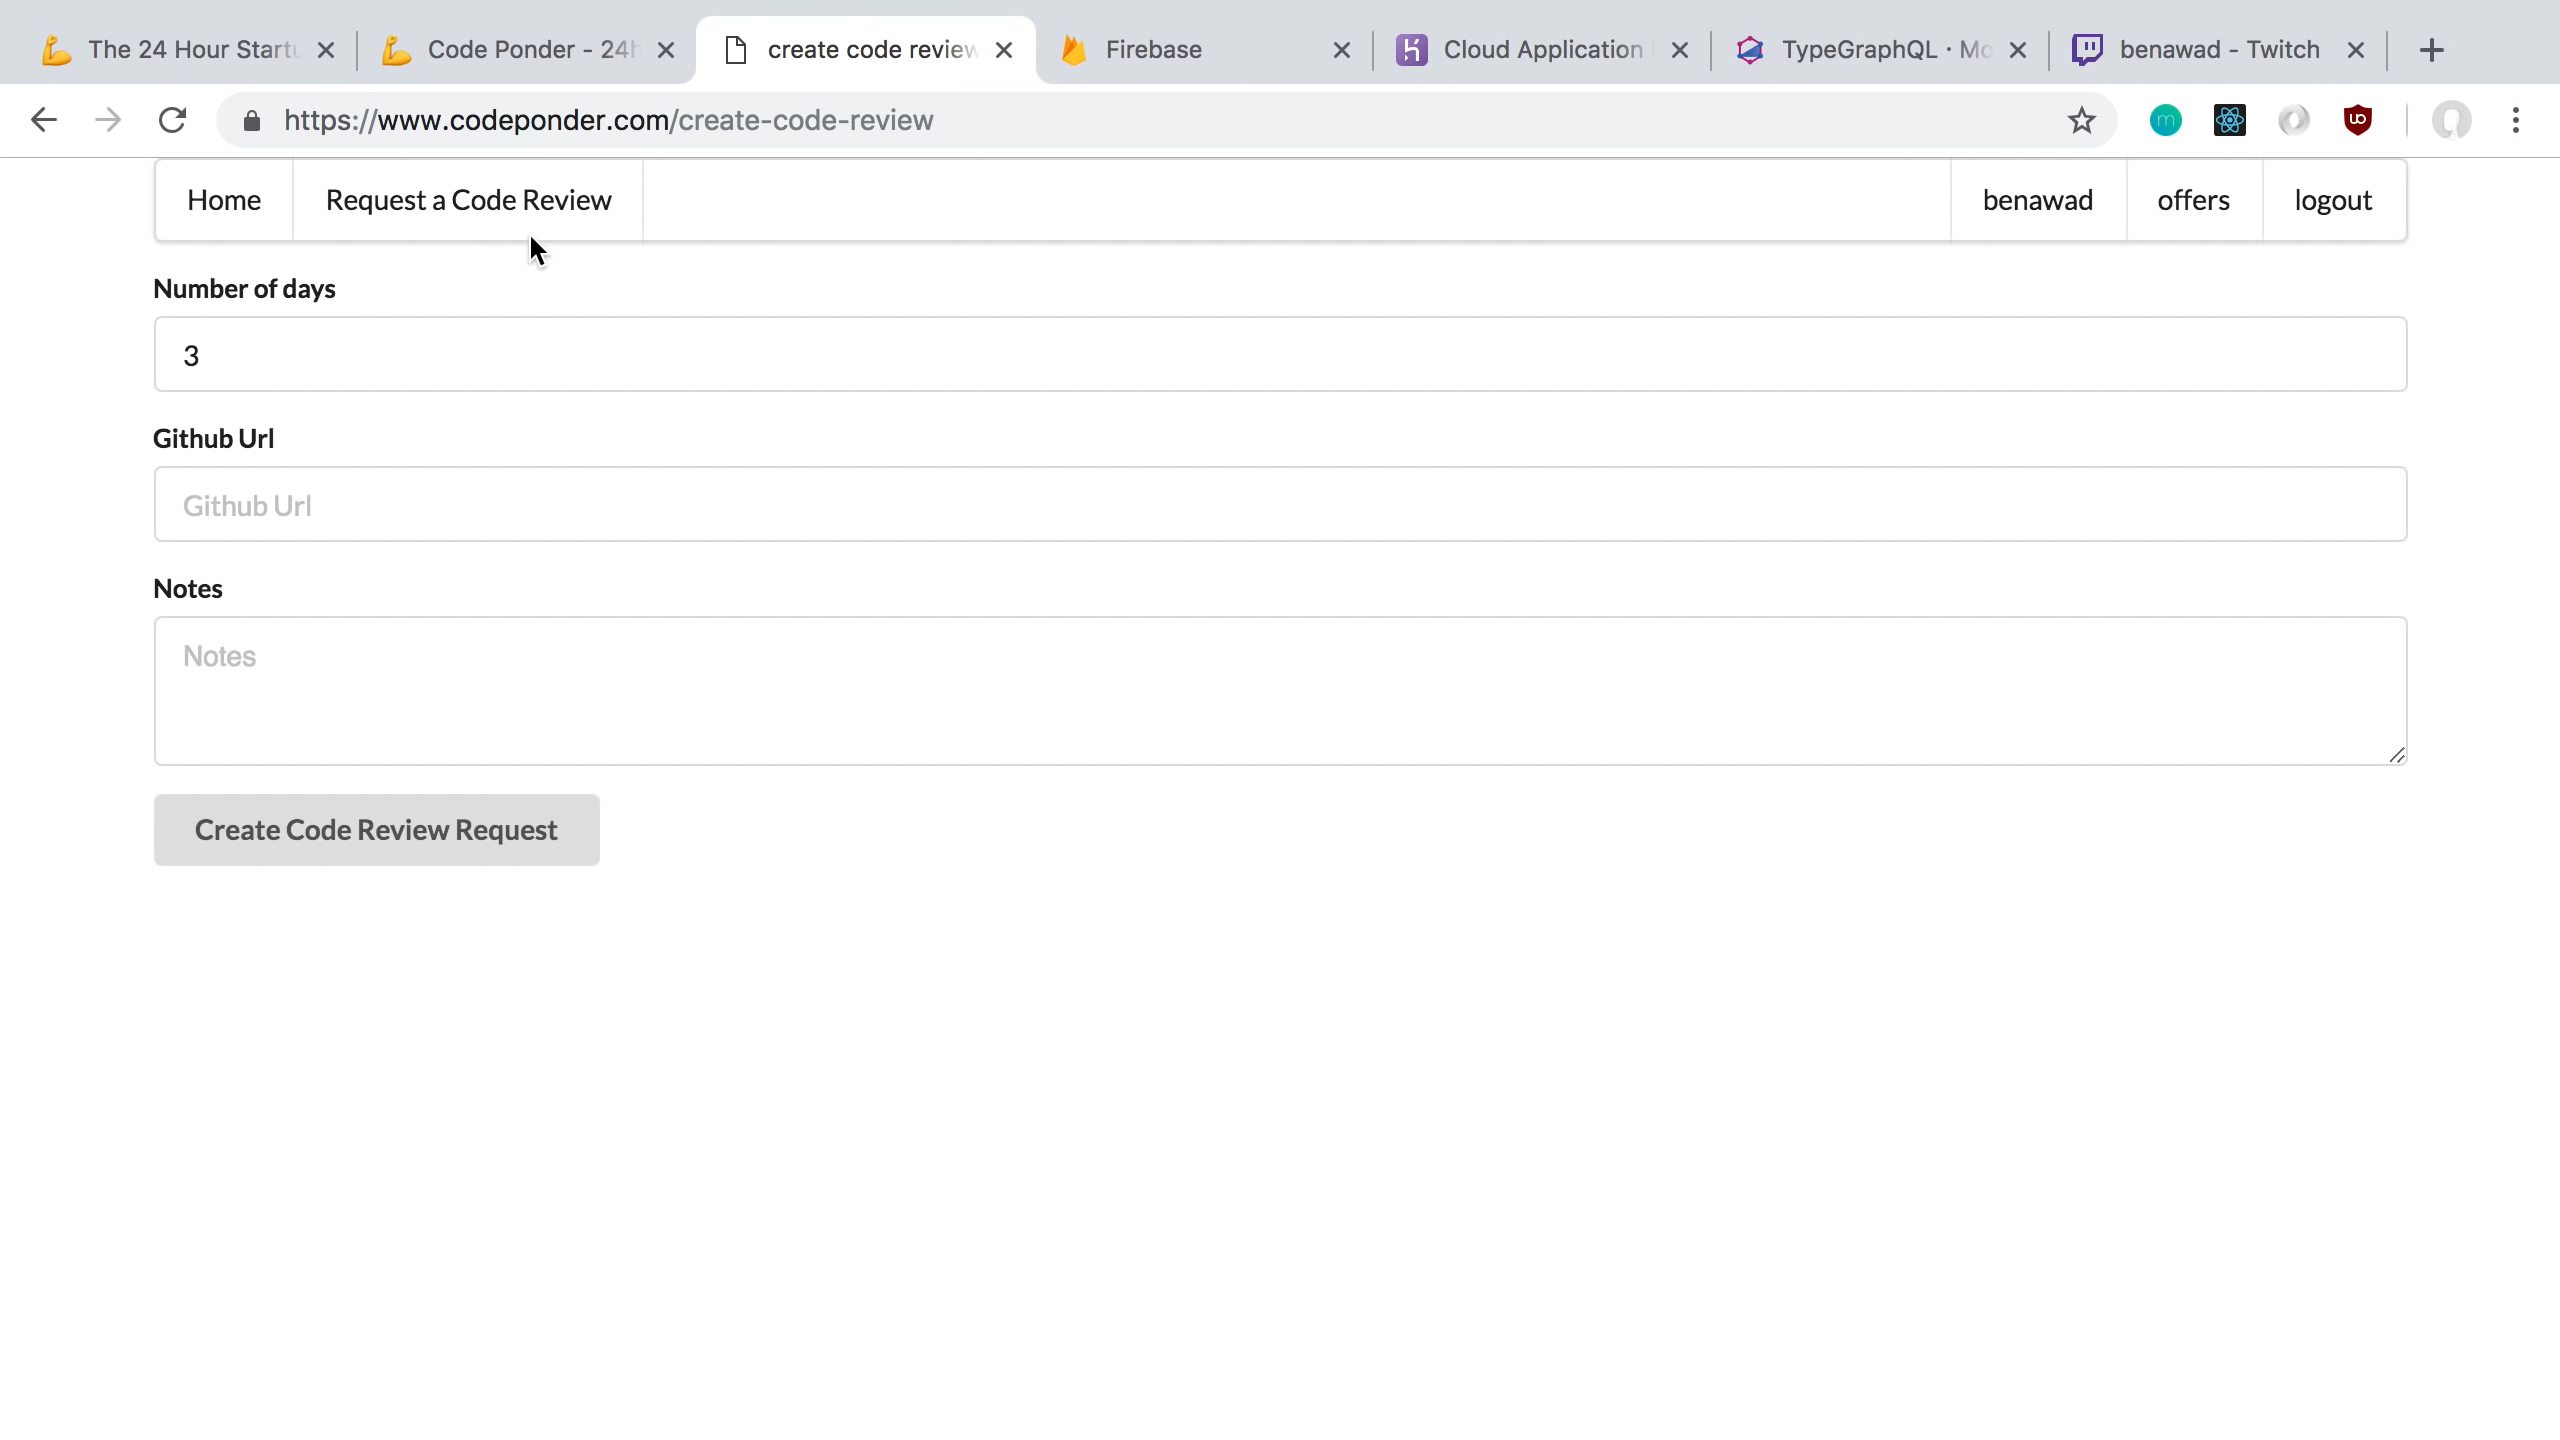 The 24 Hour Start
Code Ponder - 24h
create code review
Firebase
Cloud Application
TypeGraphQL · Mo
benawad - Twitch
https://www.codeponder.com/create-code-review
m
UD
Home
Request a Code Review
benawad
offers
logout
Number of days
3
Github Url
Github Url
Notes
Notes
Create Code Review Request